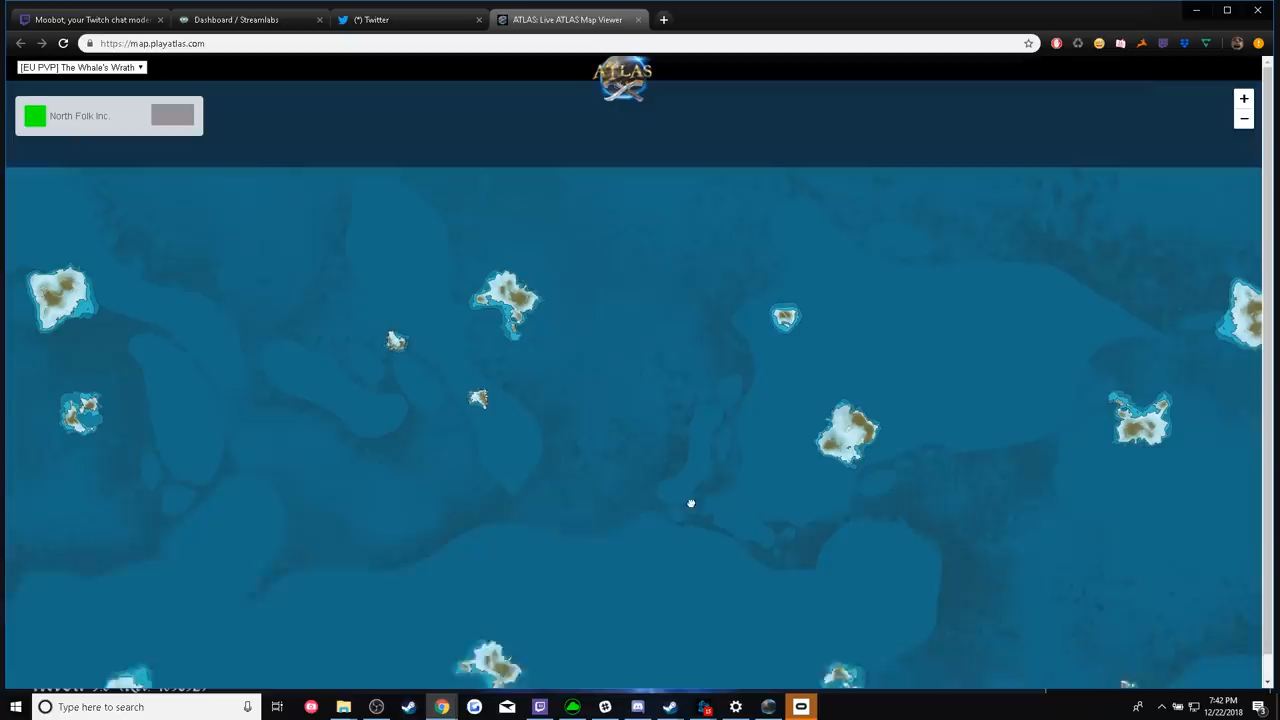 Moobot, your Twitch chat mode
Dashboard / Streamlabs
(*) Twitter
ATLAS: Live ATLAS Map Viewer
https://map.playatlas.com
[EU PVP] The Whale's Wrath
ATLAS
North Folk Inc.
+
−
Type here to search
7:42 PM
12/22/2018